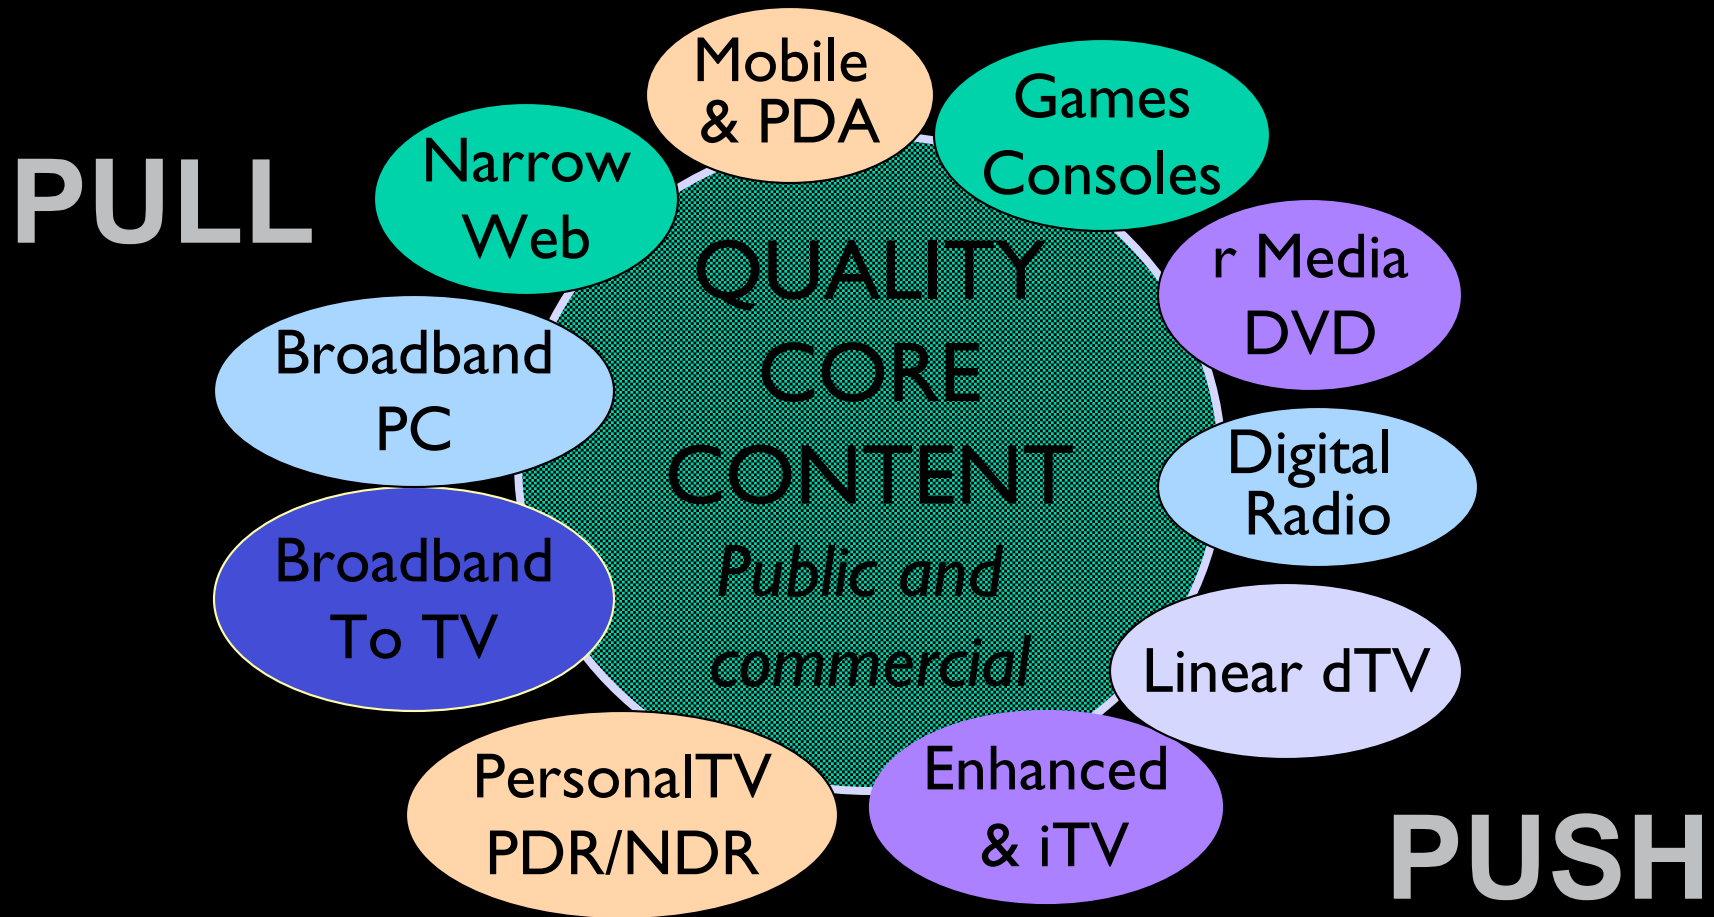 Mobile
& PDA
Games
Consoles
Narrow
Web
PULL
r Media
DVD
QUALITY
CORE
CONTENT
Public and
commercial
Broadband
PC
Digital
Radio
Broadband
To TV
Linear dTV
PersonalTV
PDR/NDR
Enhanced
& iTV
PUSH